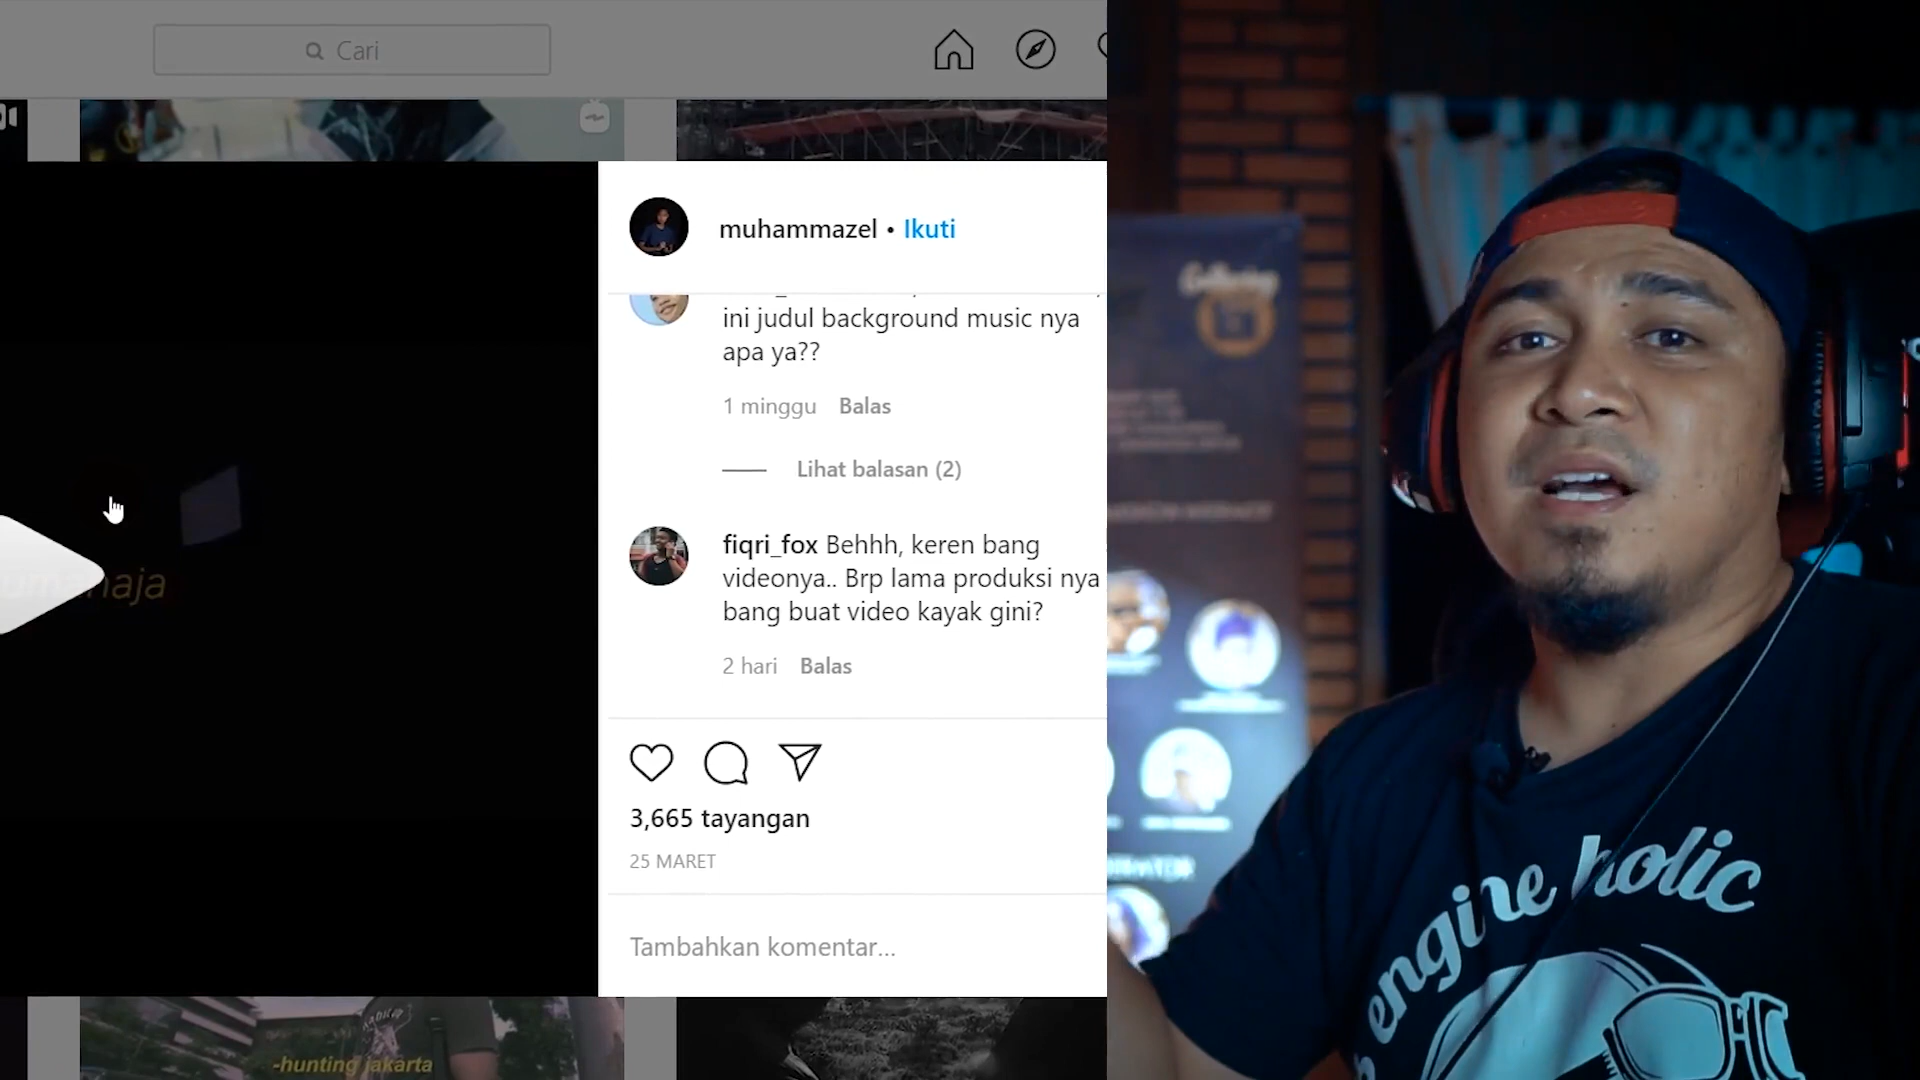 Cari
muhammazel • Ikuti
ini judul background music nya
apa ya??
1 minggu Balas
Lihat balasan (2)
fiqri_fox Behhh, keren bang
videonya.. Brp lama produksi nya
bang buat video kayak gini?
2 hari Balas
3,665 tayangan
25 MARET
Tambahkan komentar...
-hunting jakarta
engine holic